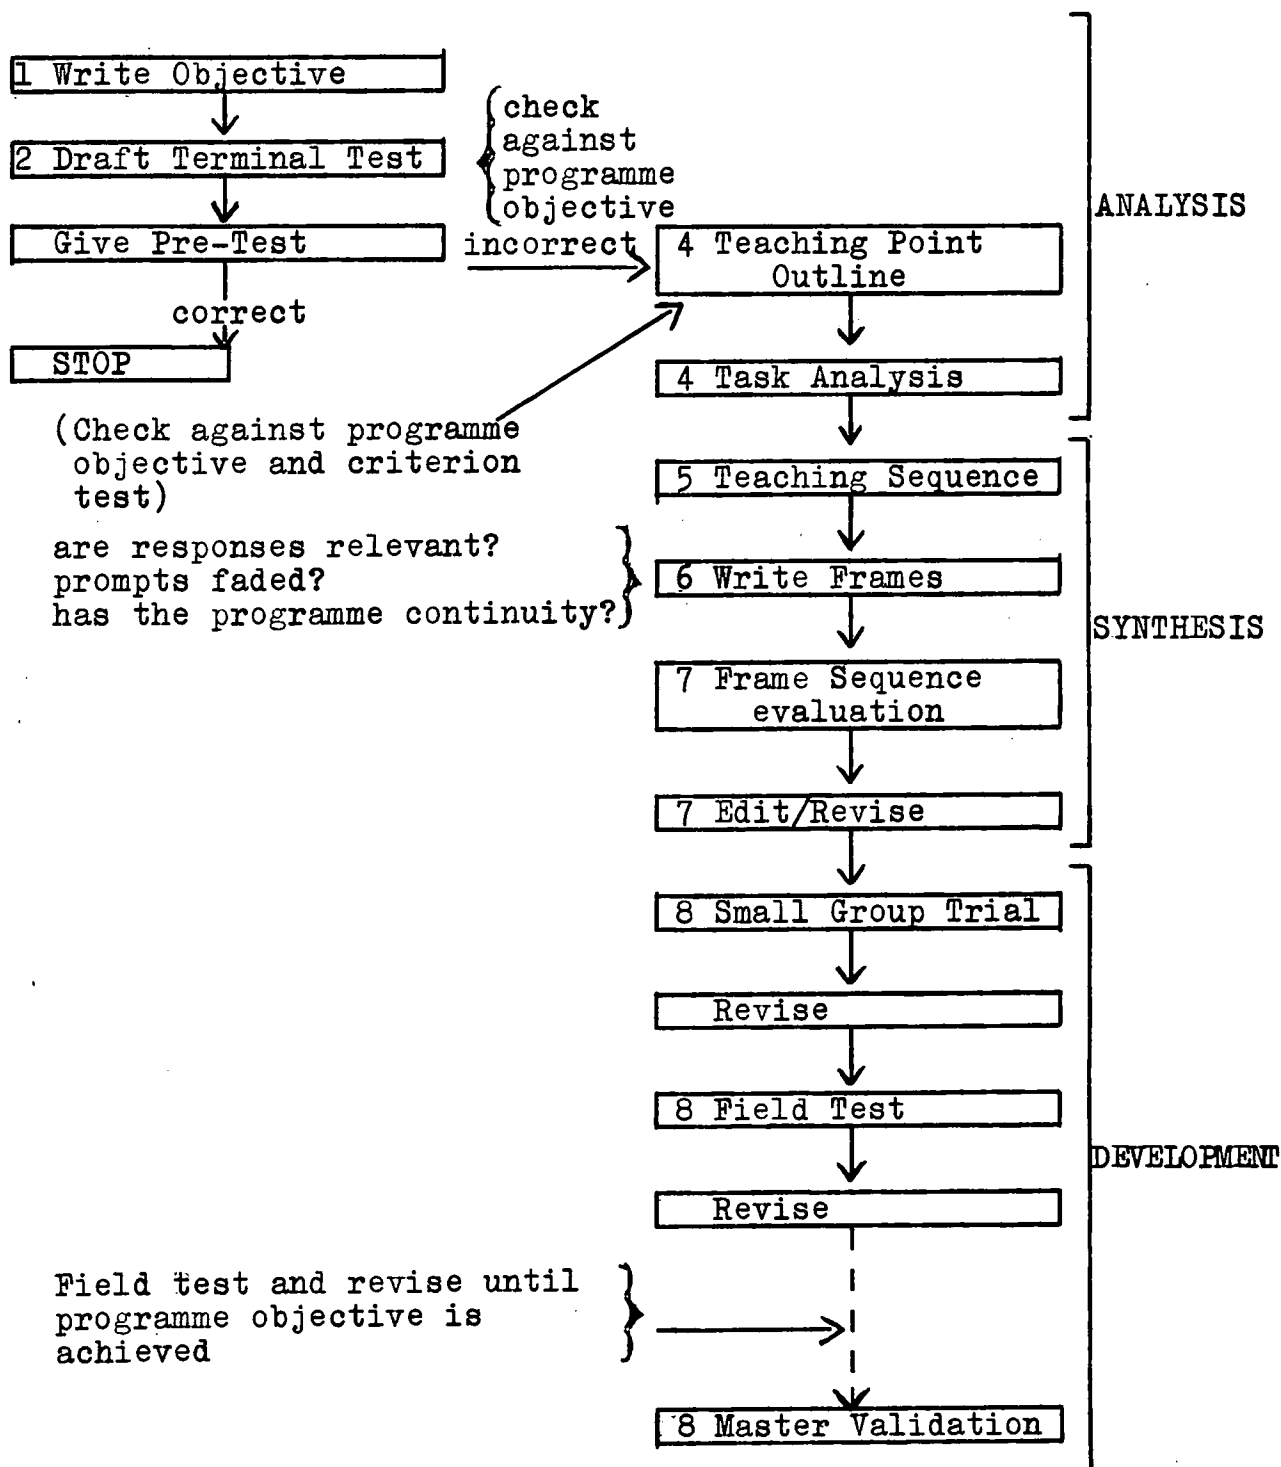 1 Write Objective
2 Draft Terminal Test
check
against
programme
objective
Give Pre-Test
incorrect
correct
STOP
4 Teaching Point
Outline
4 Task Analysis
ANALYSIS
(Check against programme
objective and criterion
test)
5 Teaching Sequence
are responses relevant?
prompts faded?
has the programme continuity?
6 Write Frames
7 Frame Sequence
evaluation
7 Edit/Revise
SYNTHESIS
8 Small Group Trial
Revise
8 Field Test
Revise
DEVELOPMENT
Field test and revise until
programme objective is
achieved
8 Master Validation